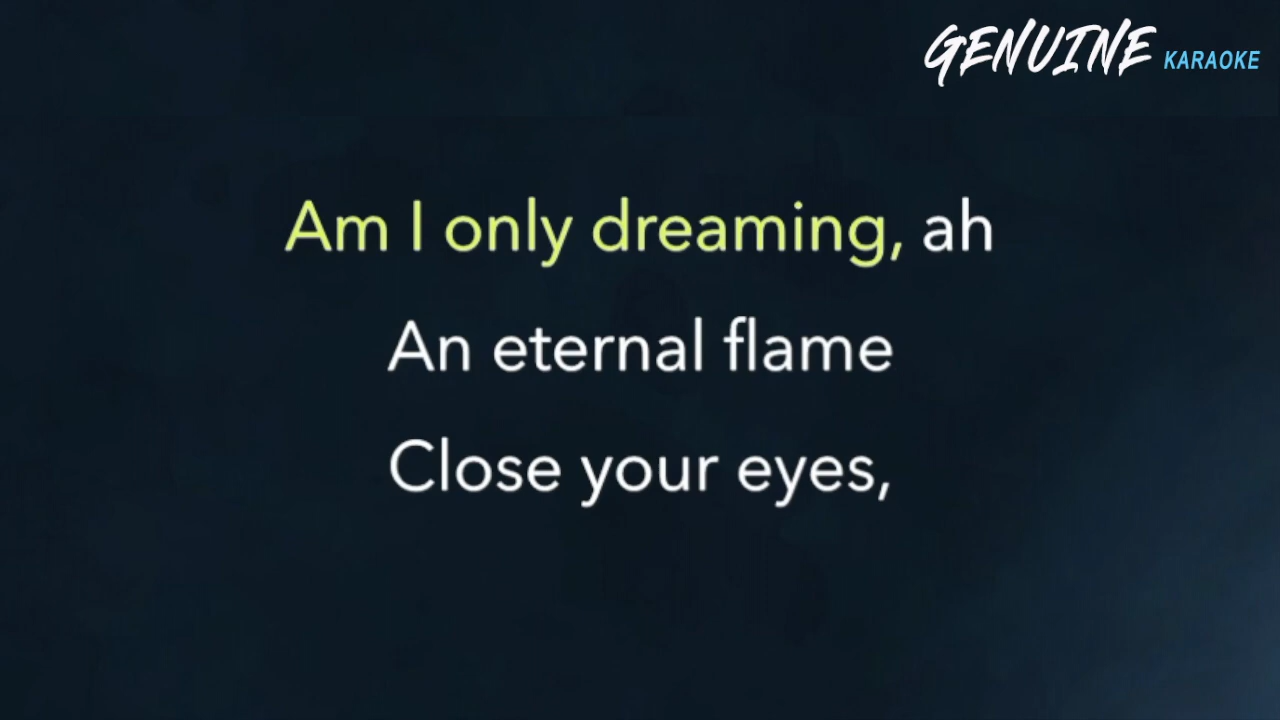 GENUINE KARAOKE
Am I only dreaming, ah
An eternal flame
Close your eyes,